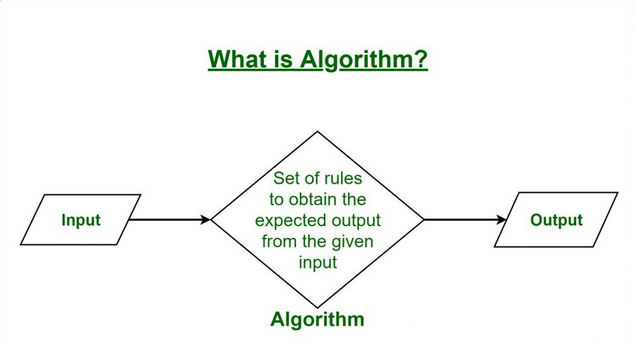 What is Algorithm?
Input
Set of rules
to obtain the
expected output
from the given
input
Output
Algorithm